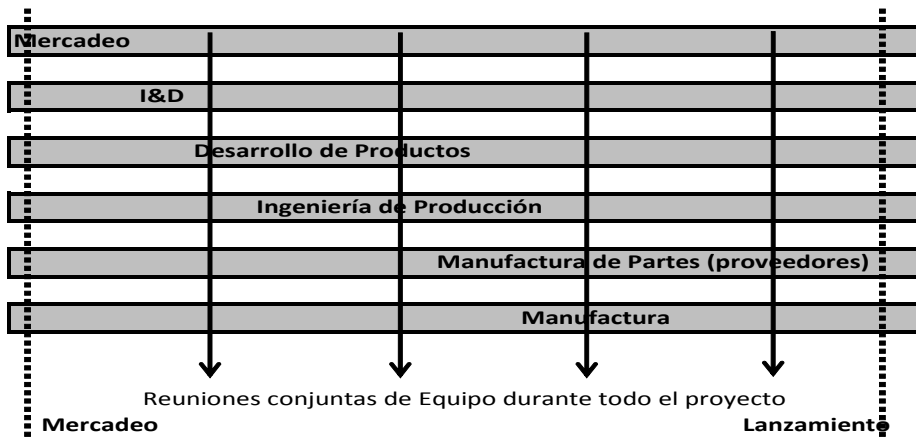 Mercadeo
I&D
Desarrollo de Productos
Ingeniería de Producción
Manufactura de Partes (proveedores)
Manufactura
Reuniones conjuntas de Equipo durante todo el proyecto
Mercadeo Lanzamiento